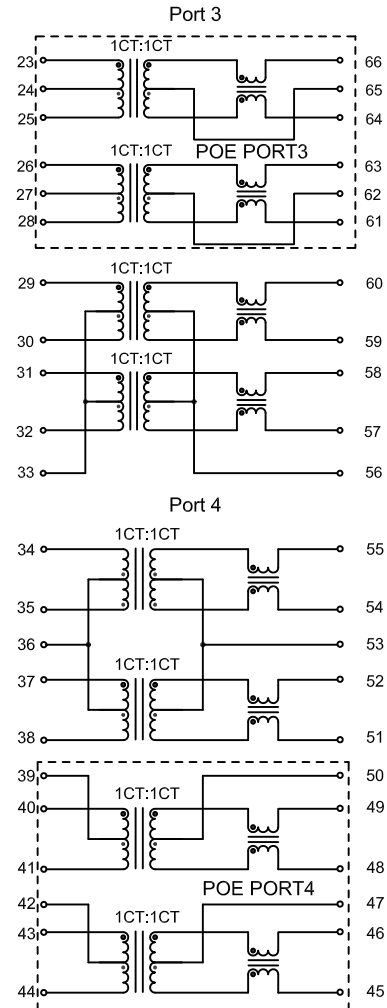 Port 3
1CT:1CT
23 66
24 65
25 64
1CT:1CT POE PORT3
26 63
27 62
28 61
1CT:1CT
29 60
30 59
1CT:1CT
31 58
32 57
33 56
Port 4
1CT:1CT
34 55
35 54
36 53
1CT:1CT
37 52
38 51
39 50
1CT:1CT
40 49
41 48
POE PORT4
42 47
1CT:1CT
43 46
44 45